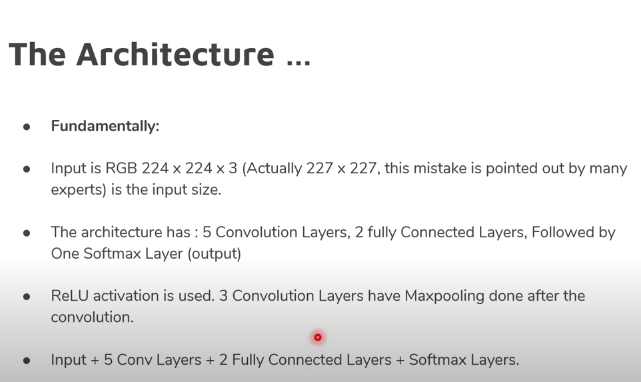 The Architecture ...
● Fundamentally:
● Input is RGB 224 x 224 x 3 (Actually 227 x 227, this mistake is pointed out by many
experts) is the input size.
● The architecture has : 5 Convolution Layers, 2 fully Connected Layers, Followed by
One Softmax Layer (output)
● ReLU activation is used. 3 Convolution Layers have Maxpooling done after the
convolution.
● Input + 5 Conv Layers + 2 Fully Connected Layers + Softmax Layers.